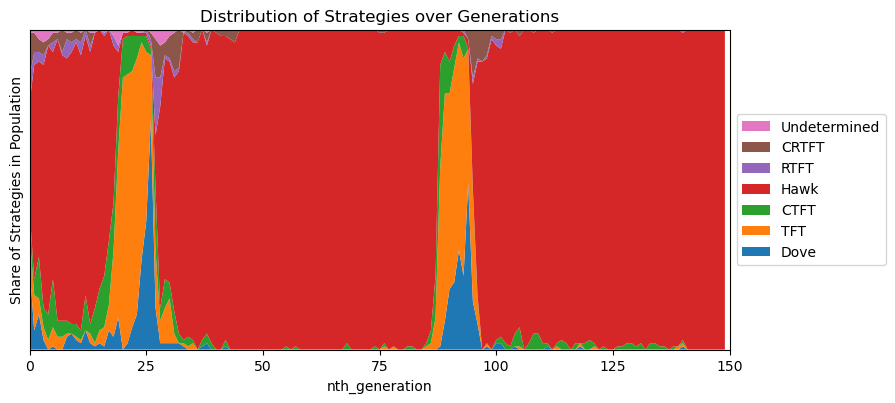 Distribution of Strategies over Generations
Share of Strategies in Population
Undetermined
CRTFT
RTFT
Hawk
CTFT
TFT
Dove
0 25 50 75 100 125 150
nth_generation